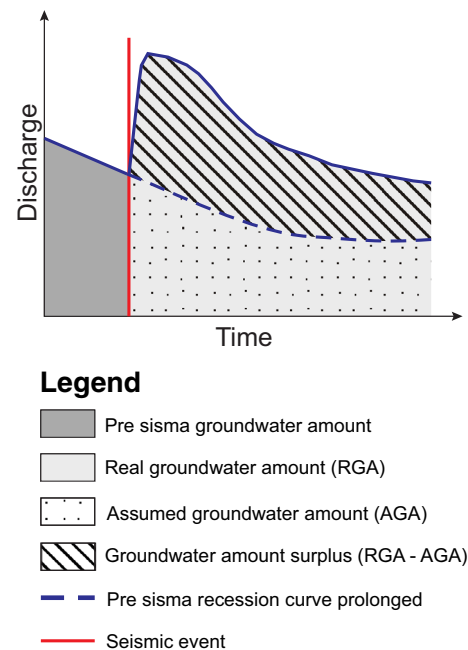 Discharge
Time
Legend
Pre sisma groundwater amount
Real groundwater amount (RGA)
Assumed groundwater amount (AGA)
Groundwater amount surplus (RGA - AGA)
Pre sisma recession curve prolonged
Seismic event